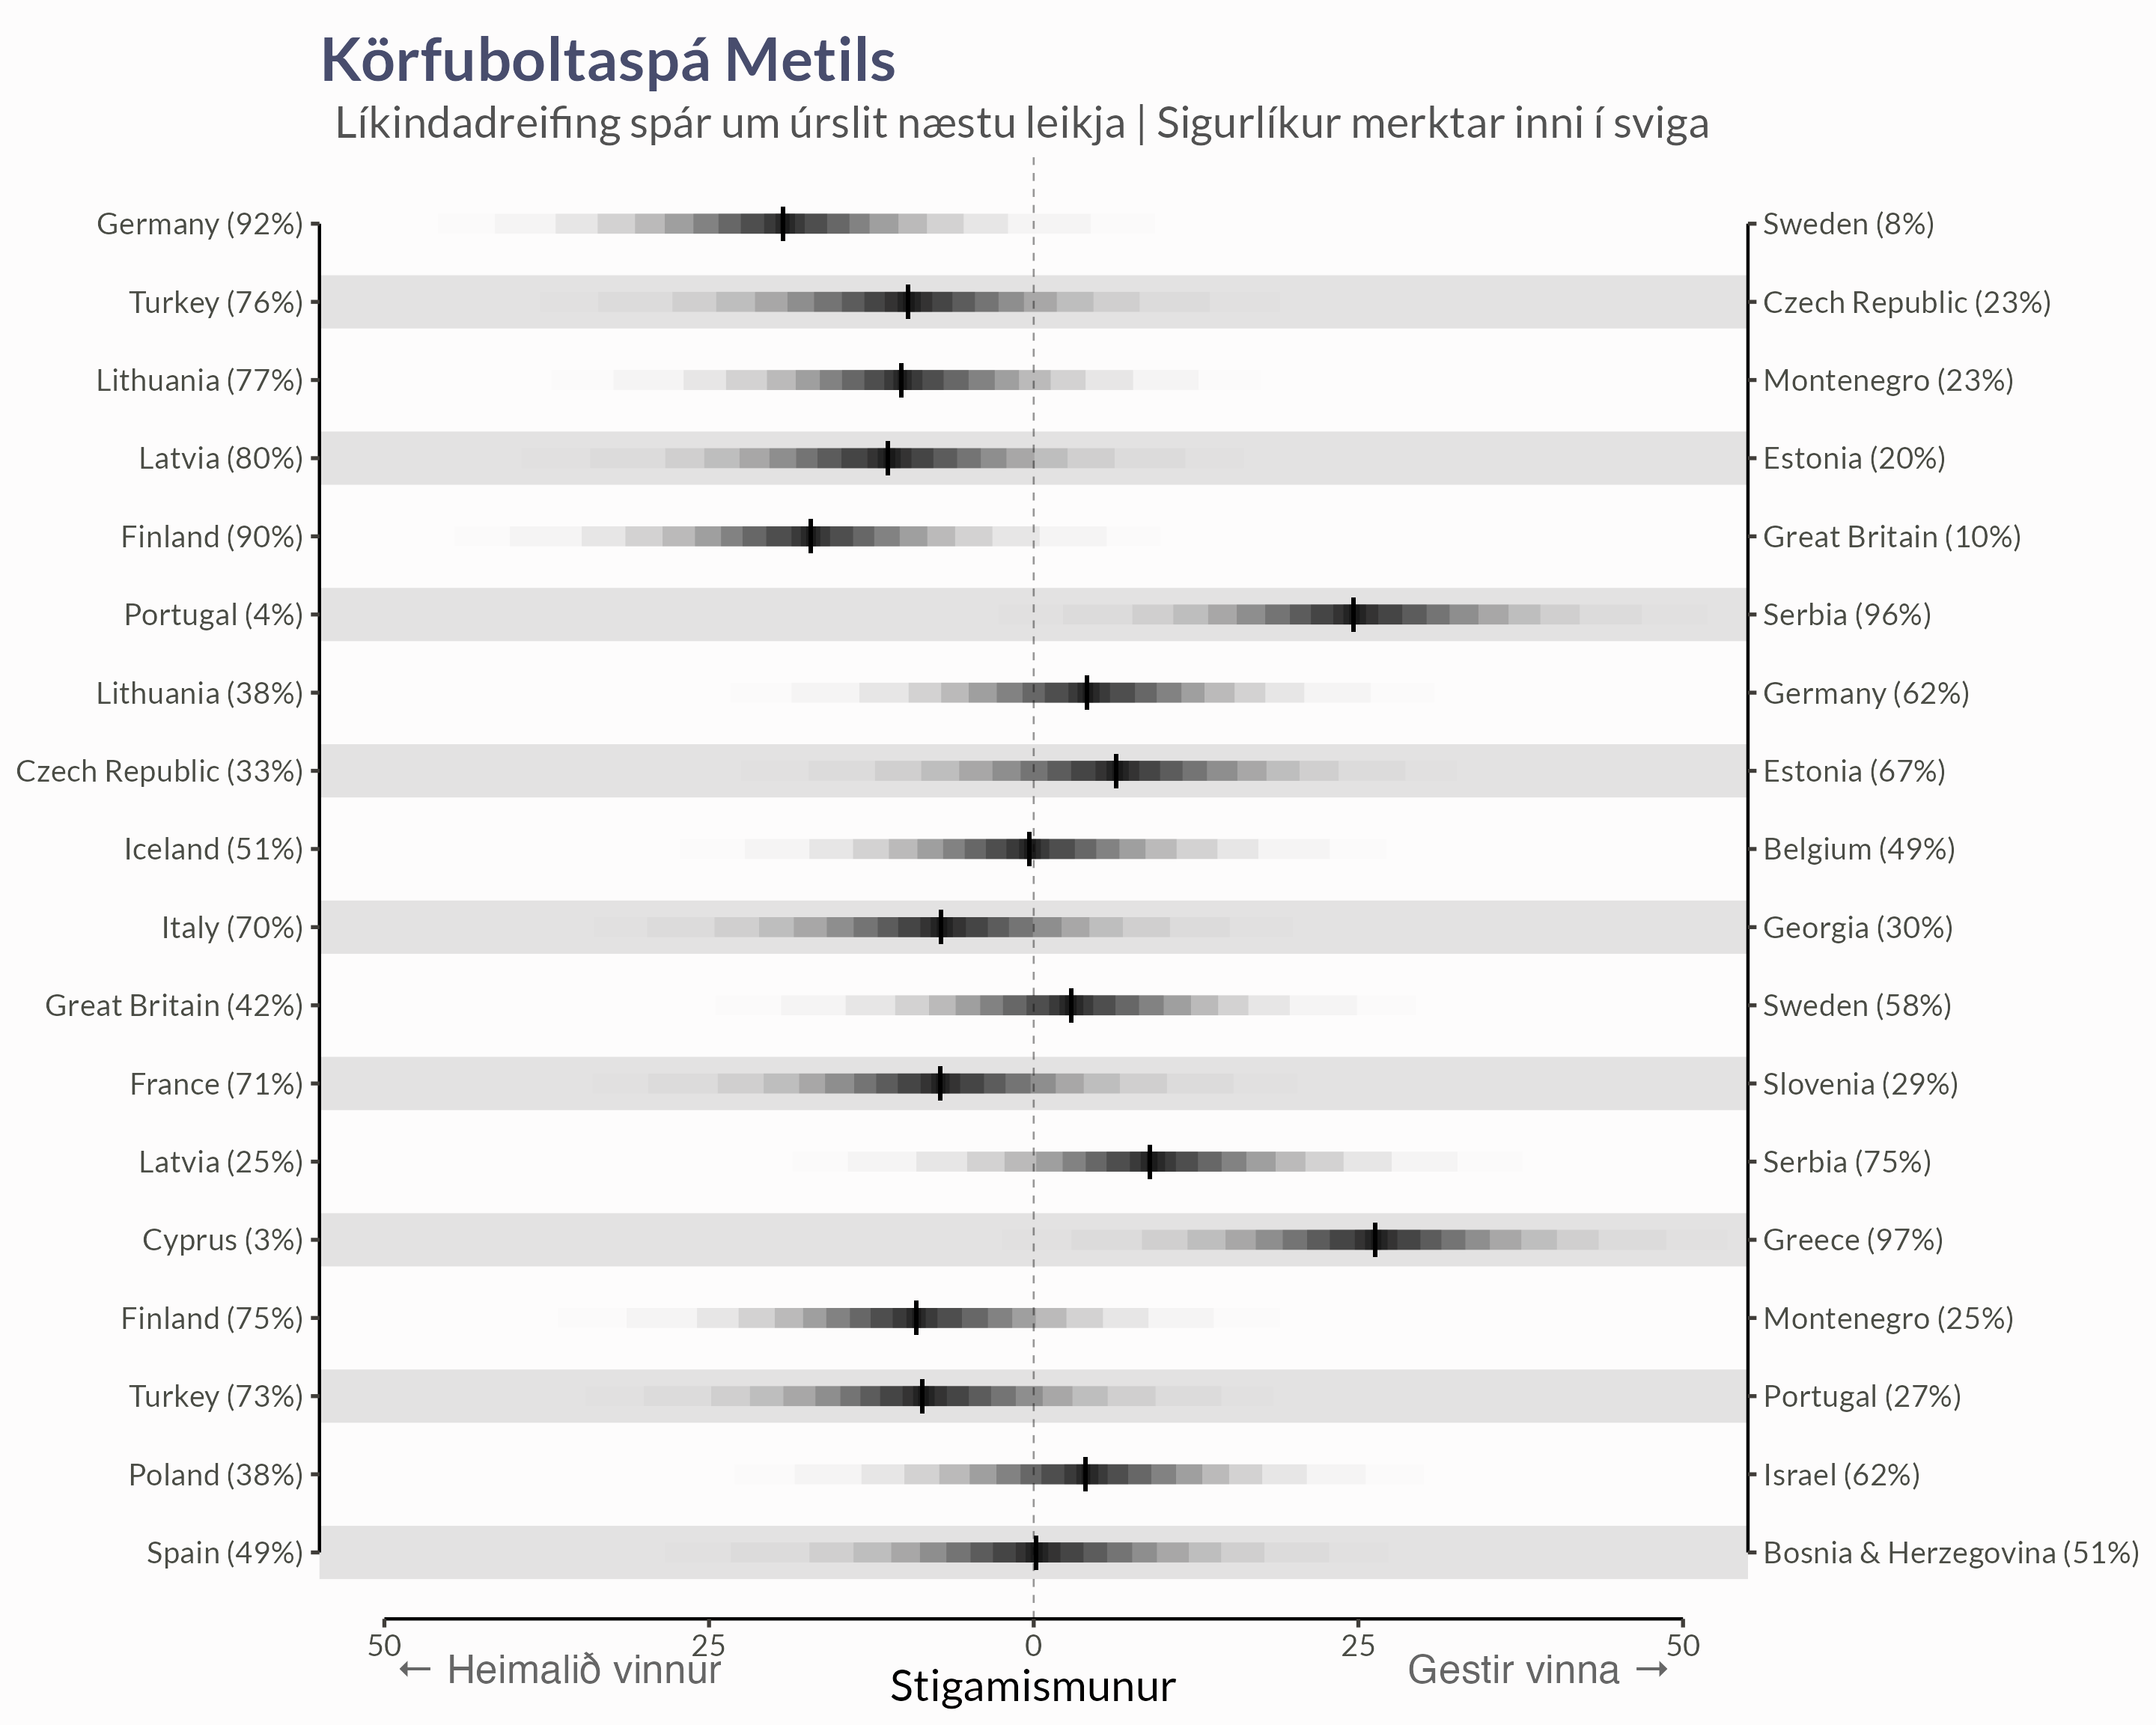 Körfuboltaspá Metils
Líkindadreifing spár um úrslit næstu leikja | Sigurlíkur merktar inni í sviga
Germany (92%) Sweden (8%)
Turkey (76%) Czech Republic (23%)
Lithuania (77%) Montenegro (23%)
Latvia (80%) Estonia (20%)
Finland (90%) Great Britain (10%)
Portugal (4%) Serbia (96%)
Lithuania (38%) Germany (62%)
Czech Republic (33%) Estonia (67%)
Iceland (51%) Belgium (49%)
Italy (70%) Georgia (30%)
Great Britain (42%) Sweden (58%)
France (71%) Slovenia (29%)
Latvia (25%) Serbia (75%)
Cyprus (3%) Greece (97%)
Finland (75%) Montenegro (25%)
Turkey (73%) Portugal (27%)
Poland (38%) Israel (62%)
Spain (49%) Bosnia & Herzegovina (51%)
50 25 0 25 50
← Heimalið vinnur Gestir vinna →
Stigamismunur